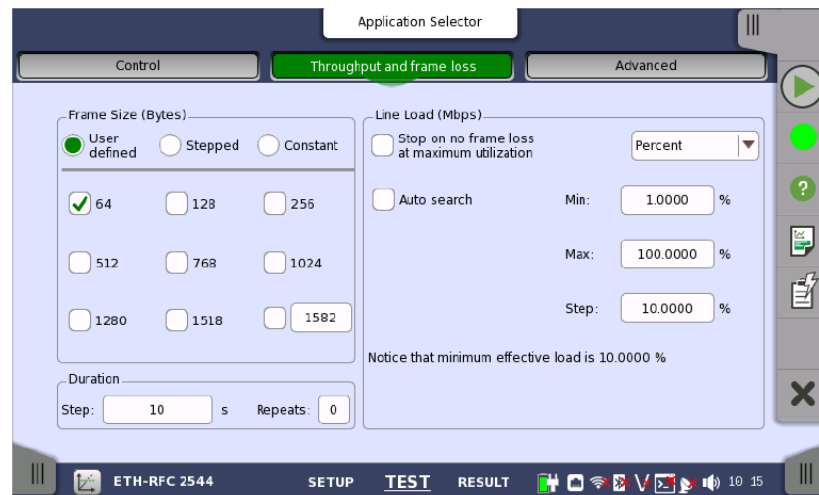 Application Selector
Control
Throughput and frame loss
Advanced
Frame Size (Bytes)
User
defined
Stepped
Constant
64
128
256
512
768
1024
1280
1518
1582
Duration
Step:
10
s
Repeats:
0
Line Load (Mbps)
Stop on no frame loss
at maximum utilization
Percent
Auto search
Min:
1.0000
%
Max:
100.0000
%
Step:
10.0000
%
Notice that minimum effective load is 10.0000 %
ETH-RFC 2544
SETUP
TEST
RESULT
10 15